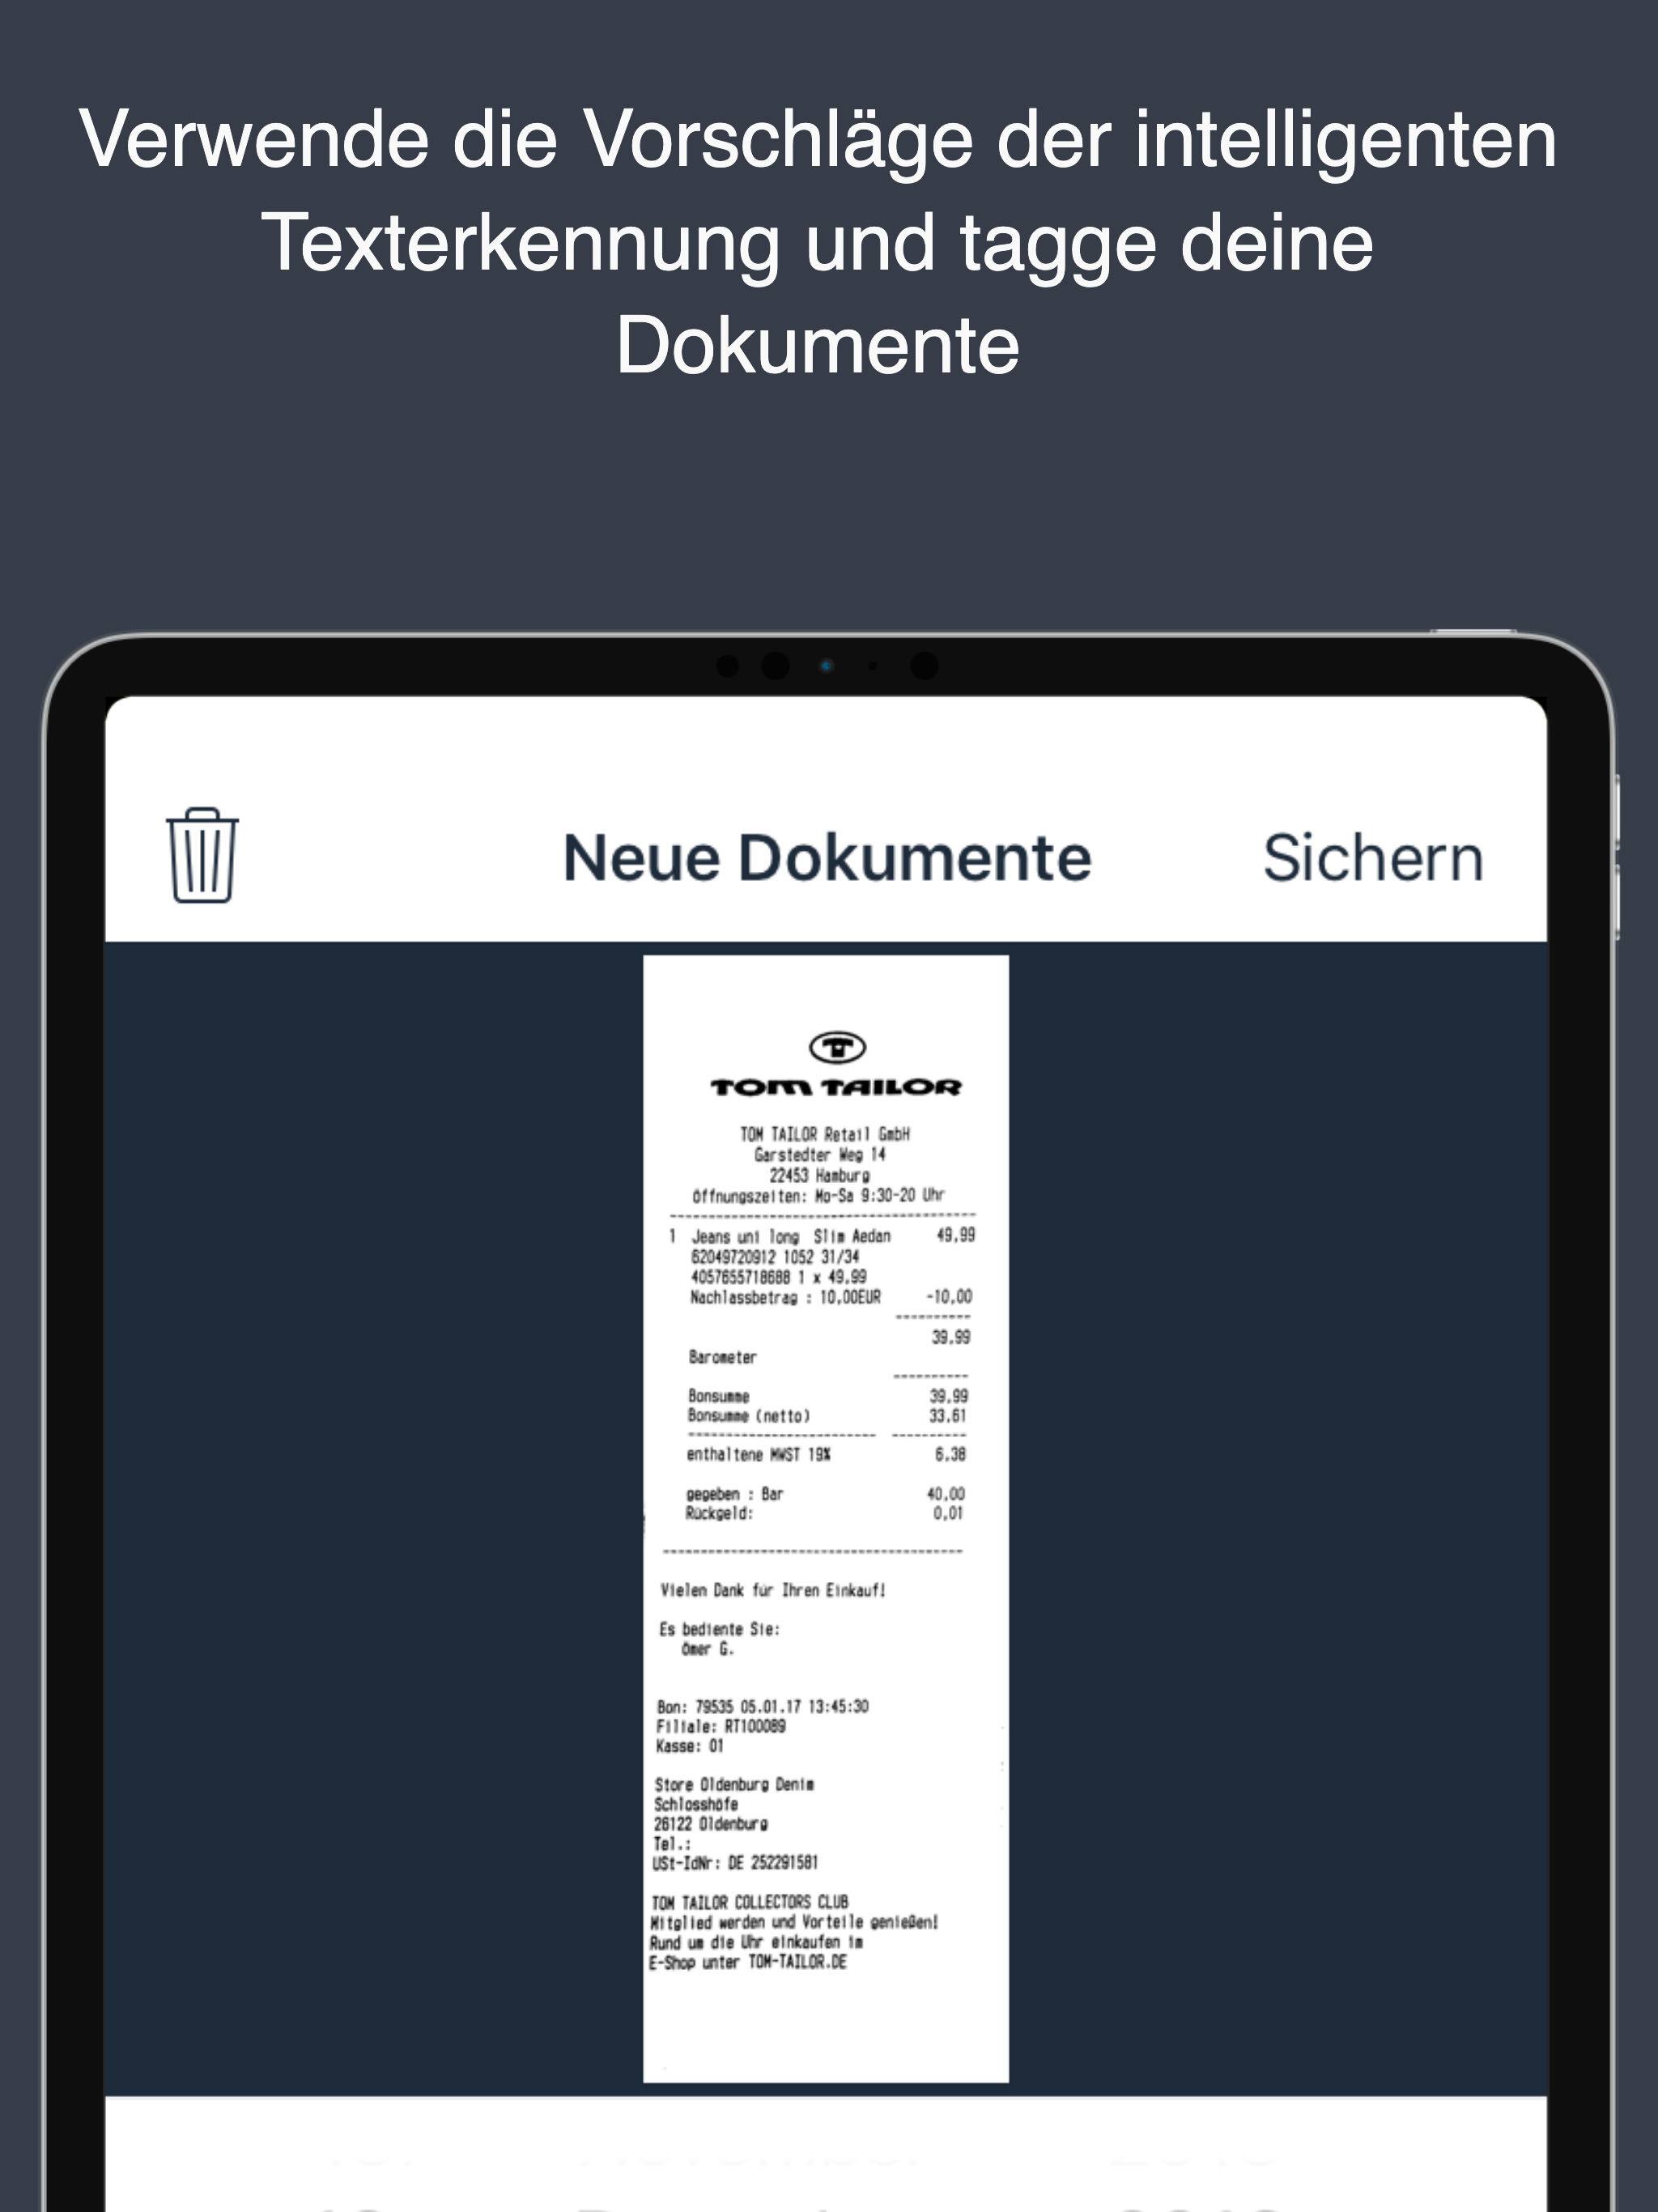 Verwende die Vorschläge der intelligenten
Texterkennung und tagge deine
Dokumente
Neue Dokumente
Sichern
TOM TAILOR
TOM TAILOR Retail GmbH
Garstedter Weg 14
22453 Hamburg
Öffnungszeiten: Mo-Sa 9:30-20 Uhr
1 Jeans uni long Slim Aedan 49,99
62049720912 1052 31/34
4057655718688 1 x 49,99
Nachlassbetrag : 10,00EUR -10,00
39,99
Barometer
Bonsumme 39,99
Bonsumme (netto) 33,61
enthaltene MWST 19% 6,38
gegeben : Bar 40,00
Rückgeld: 0,01
Vielen Dank für Ihren Einkauf!
Es bediente Sie:
Ömer G.
Bon: 79535 05.01.17 13:45:30
Filiale: RT100089
Kasse: 01
Store Oldenburg Denim
Schlosshöfe
26122 Oldenburg
Tel.:
USt-IdNr: DE 252291581
TOM TAILOR COLLECTORS CLUB
Mitglied werden und Vorteile genießen!
Rund um die Uhr einkaufen im
E-Shop unter TOM-TAILOR.DE